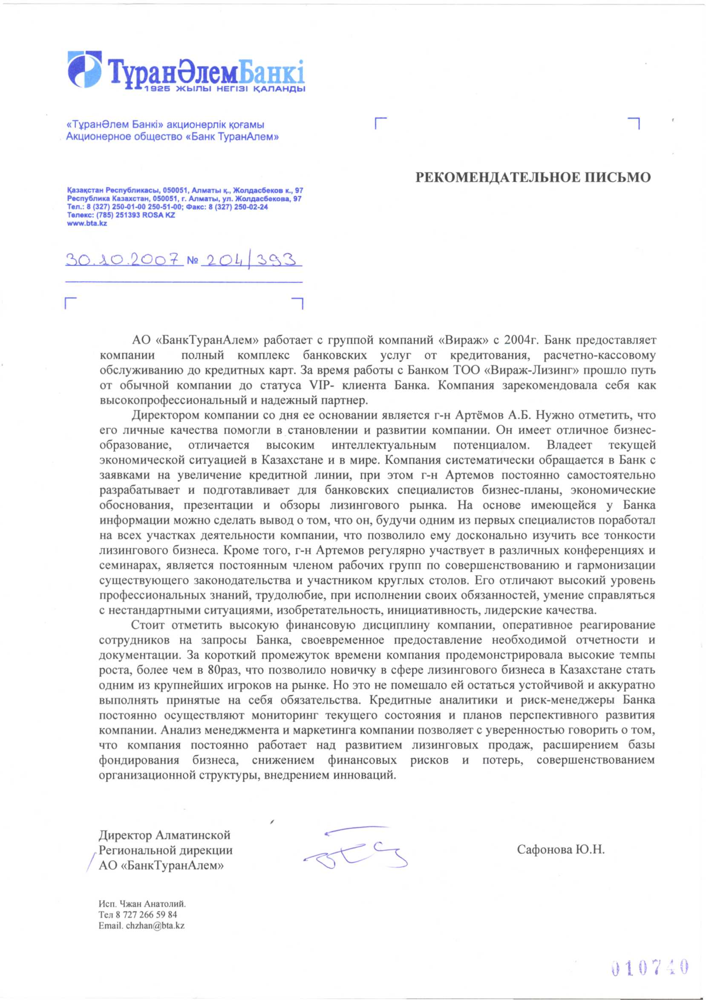 ТұранӘлемБанкі
1925 ЖЫЛЫ НЕГІЗІ ҚАЛАНДЫ
«ТұранӘлем Банкі» акционерлік қоғамы
Акционерное общество «Банк ТуранАлем»
РЕКОМЕНДАТЕЛЬНОЕ ПИСЬМО
Қазақстан Республикасы, 050051, Алматы қ., Жолдасбеков к., 97
Республика Казахстан, 050051, г. Алматы, ул. Жолдасбекова, 97
Тел.: 8 (327) 250-01-00 250-51-00; Факс: 8 (327) 250-02-24
Телекс: (785) 251393 ROSA KZ
www.bta.kz
30.10.2007 № 204/393
АО «БанкТуранАлем» работает с группой компаний «Вираж» с 2004г. Банк предоставляет
компании полный комплекс банковских услуг от кредитования, расчетно-кассовому
обслуживанию до кредитных карт. За время работы с Банком ТОО «Вираж-Лизинг» прошло путь
от обычной компании до статуса VIP- клиента Банка. Компания зарекомендовала себя как
высокопрофессиональный и надежный партнер.
Директором компании со дня ее основании является г-н Артёмов А.Б. Нужно отметить, что
его личные качества помогли в становлении и развитии компании. Он имеет отличное бизнес-
образование, отличается высоким интеллектуальным потенциалом. Владеет текущей
экономической ситуацией в Казахстане и в мире. Компания систематически обращается в Банк с
заявками на увеличение кредитной линии, при этом г-н Артемов постоянно самостоятельно
разрабатывает и подготавливает для банковских специалистов бизнес-планы, экономические
обоснования, презентации и обзоры лизингового рынка. На основе имеющейся у Банка
информации можно сделать вывод о том, что он, будучи одним из первых специалистов поработал
на всех участках деятельности компании, что позволило ему досконально изучить все тонкости
лизингового бизнеса. Кроме того, г-н Артемов регулярно участвует в различных конференциях и
семинарах, является постоянным членом рабочих групп по совершенствованию и гармонизации
существующего законодательства и участником круглых столов. Его отличают высокий уровень
профессиональных знаний, трудолюбие, при исполнении своих обязанностей, умение справляться
с нестандартными ситуациями, изобретательность, инициативность, лидерские качества.
Стоит отметить высокую финансовую дисциплину компании, оперативное реагирование
сотрудников на запросы Банка, своевременное предоставление необходимой отчетности и
документации. За короткий промежуток времени компания продемонстрировала высокие темпы
роста, более чем в 80раз, что позволило новичку в сфере лизингового бизнеса в Казахстане стать
одним из крупнейших игроков на рынке. Но это не помешало ей остаться устойчивой и аккуратно
выполнять принятые на себя обязательства. Кредитные аналитики и риск-менеджеры Банка
постоянно осуществляют мониторинг текущего состояния и планов перспективного развития
компании. Анализ менеджмента и маркетинга компании позволяет с уверенностью говорить о том,
что компания постоянно работает над развитием лизинговых продаж, расширением базы
фондирования бизнеса, снижением финансовых рисков и потерь, совершенствованием
организационной структуры, внедрением инноваций.
Директор Алматинской
Региональной дирекции
АО «БанкТуранАлем»
Сафонова Ю.Н.
Исп. Чжан Анатолий.
Тел 8 727 266 59 84
Email. chzhan@bta.kz
010740